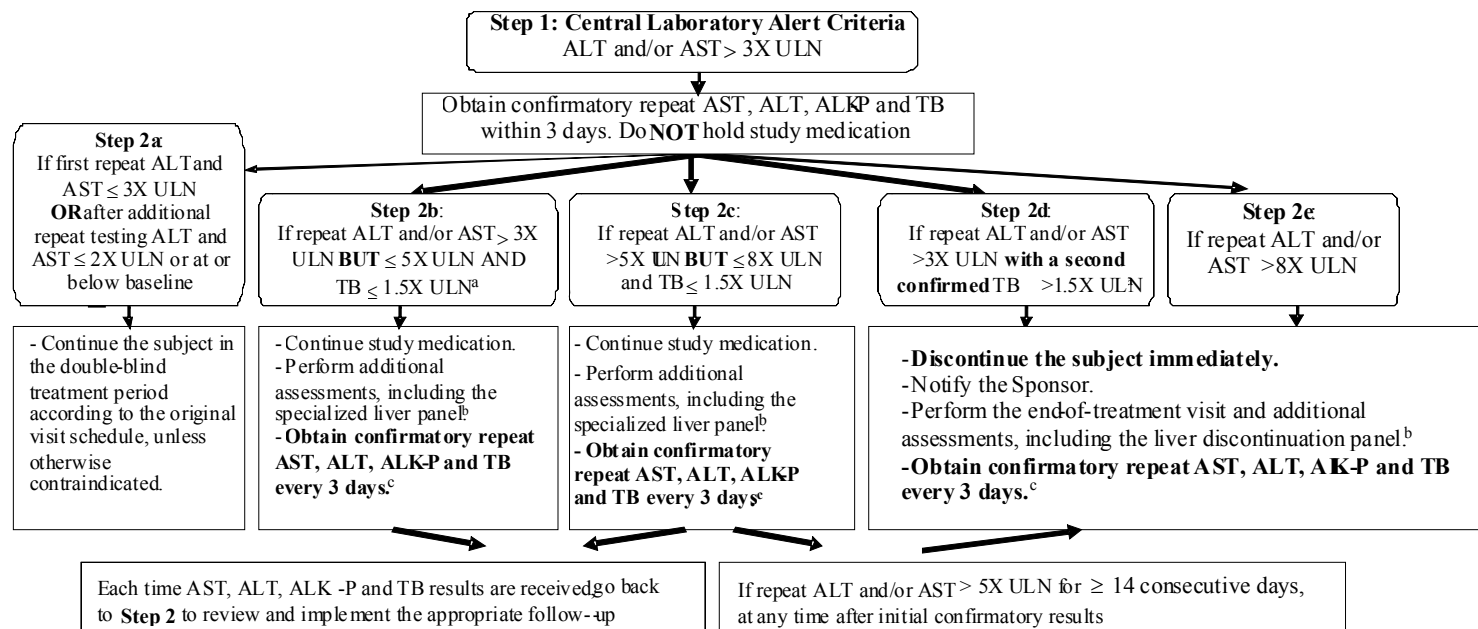 Step 1: Central Laboratory Alert Criteria
ALT and/or AST > 3X ULN
Obtain confirmatory repeat AST, ALT, ALK-P and TB
within 3 days. Do NOT hold study medication
Step 2a:
If first repeat ALT and
AST ≤ 3X ULN
OR after additional
repeat testing ALT and
AST ≤ 2X ULN or at or
below baseline
Step 2b:
If repeat ALT and/or AST > 3X
ULN BUT ≤ 5X ULN AND
TB ≤ 1.5X ULNᵃ
Step 2c:
If repeat ALT and/or AST
>5X ULN BUT ≤8X ULN
and TB ≤ 1.5X ULN
Step 2d:
If repeat ALT and/or AST
>3X ULN with a second
confirmed TB >1.5X ULNᵃ
Step 2e:
If repeat ALT and/or
AST >8X ULN
- Continue the subject in
the double-blind
treatment period
according to the original
visit schedule, unless
otherwise
contraindicated.
- Continue study medication.
- Perform additional
assessments, including the
specialized liver panel.ᵇ
- Obtain confirmatory repeat
AST, ALT, ALK-P and TB
every 3 days.ᶜ
- Continue study medication.
- Perform additional
assessments, including the
specialized liver panel.ᵇ
- Obtain confirmatory
repeat AST, ALT, ALK-P
and TB every 3 days.ᶜ
-Discontinue the subject immediately.
-Notify the Sponsor.
-Perform the end-of-treatment visit and additional
assessments, including the liver discontinuation panel.ᵇ
-Obtain confirmatory repeat AST, ALT, ALK-P and TB
every 3 days.ᶜ
Each time AST, ALT, ALK -P and TB results are received, go back
to Step 2 to review and implement the appropriate follow--up
If repeat ALT and/or AST > 5X ULN for ≥ 14 consecutive days,
at any time after initial confirmatory results